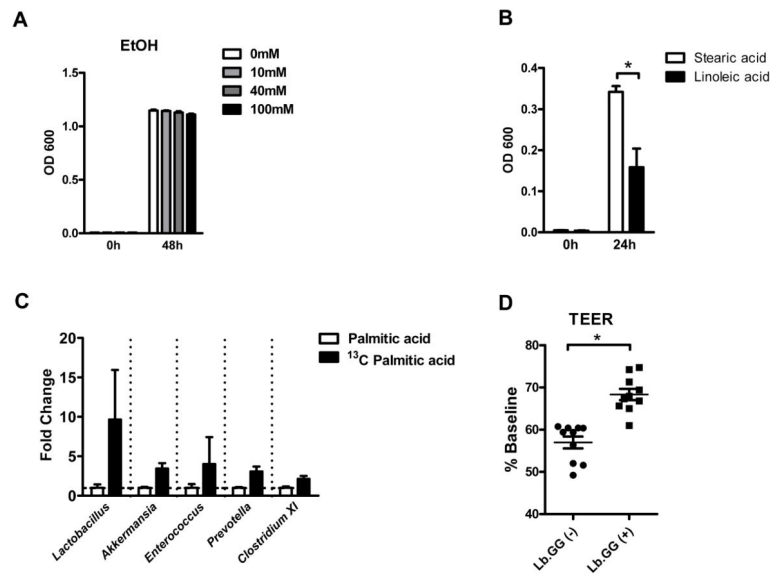 A
EtOH
0mM
10mM
40mM
100mM
OD 600
1.5
1.0
0.5
0.0
0h
48h
B
Stearic acid
Linoleic acid
*
OD 600
0.4
0.3
0.2
0.1
0.0
0h
24h
C
Palmitic acid
¹³C Palmitic acid
Fold Change
20
15
10
5
0
Lactobacillus
Akkermansia
Enterococcus
Prevotella
Clostridium XI
D
TEER
*
% Baseline
80
70
60
50
40
Lb.GG (-)
Lb.GG (+)